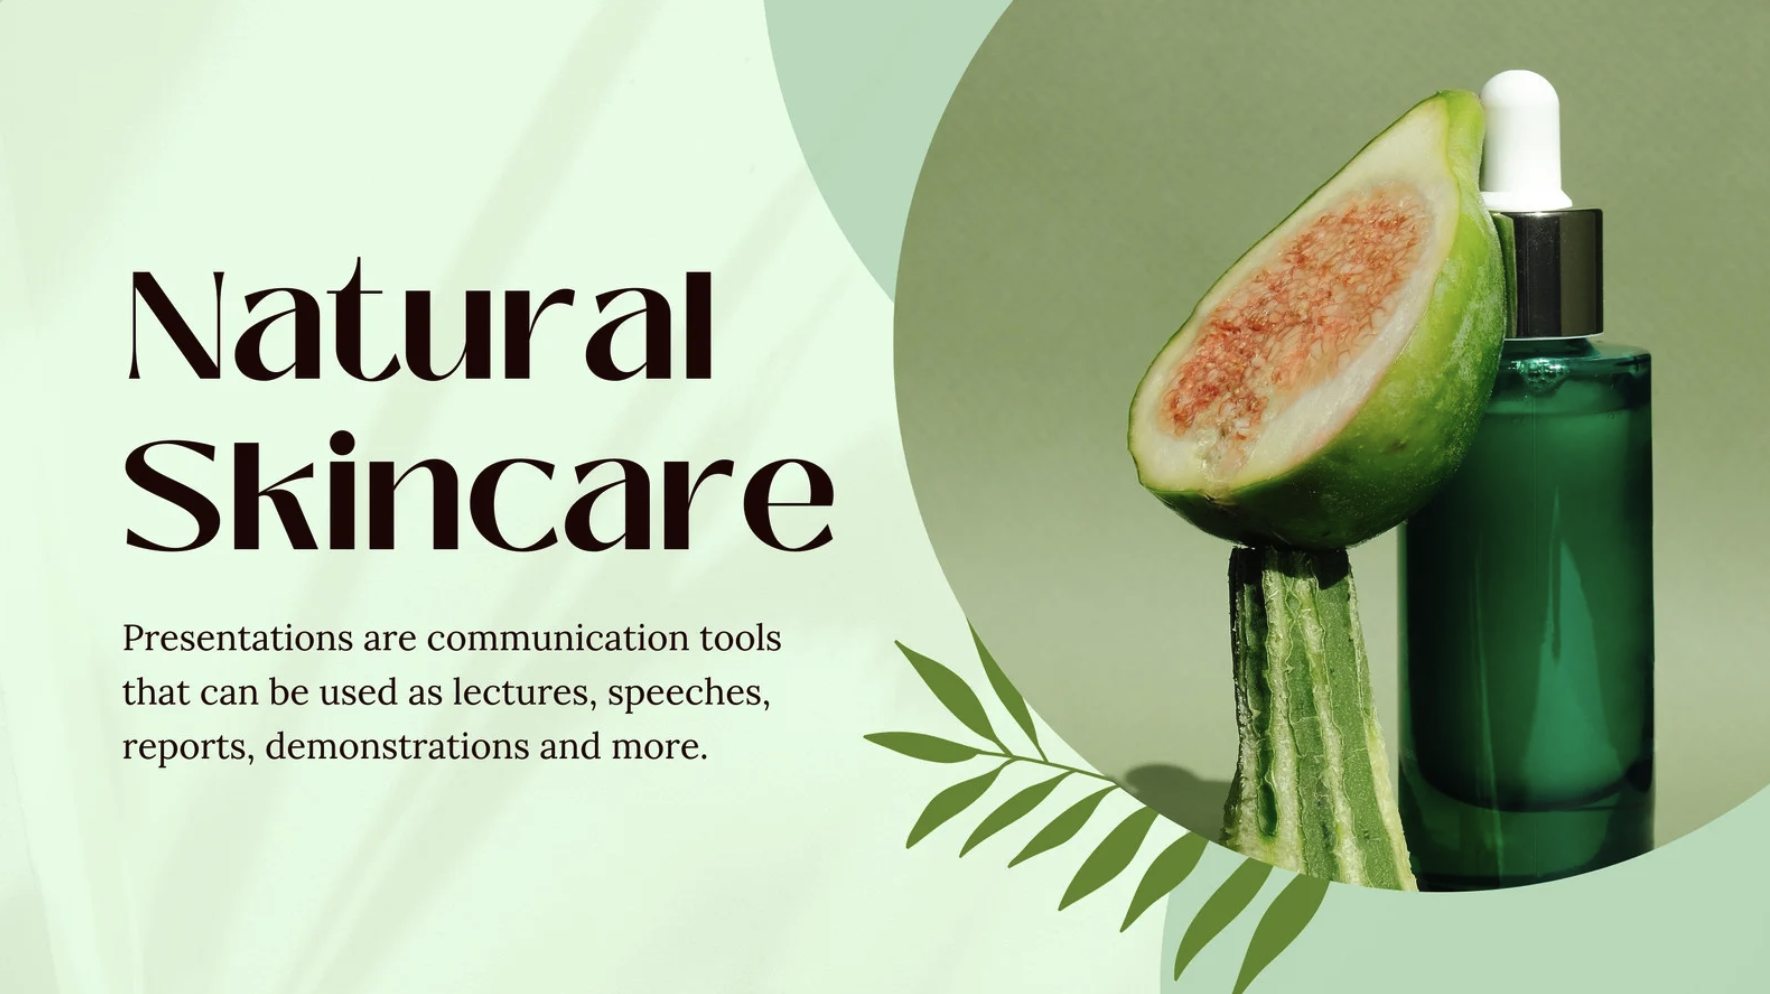 Natural
Skincare
Presentations are communication tools
that can be used as lectures, speeches,
reports, demonstrations and more.